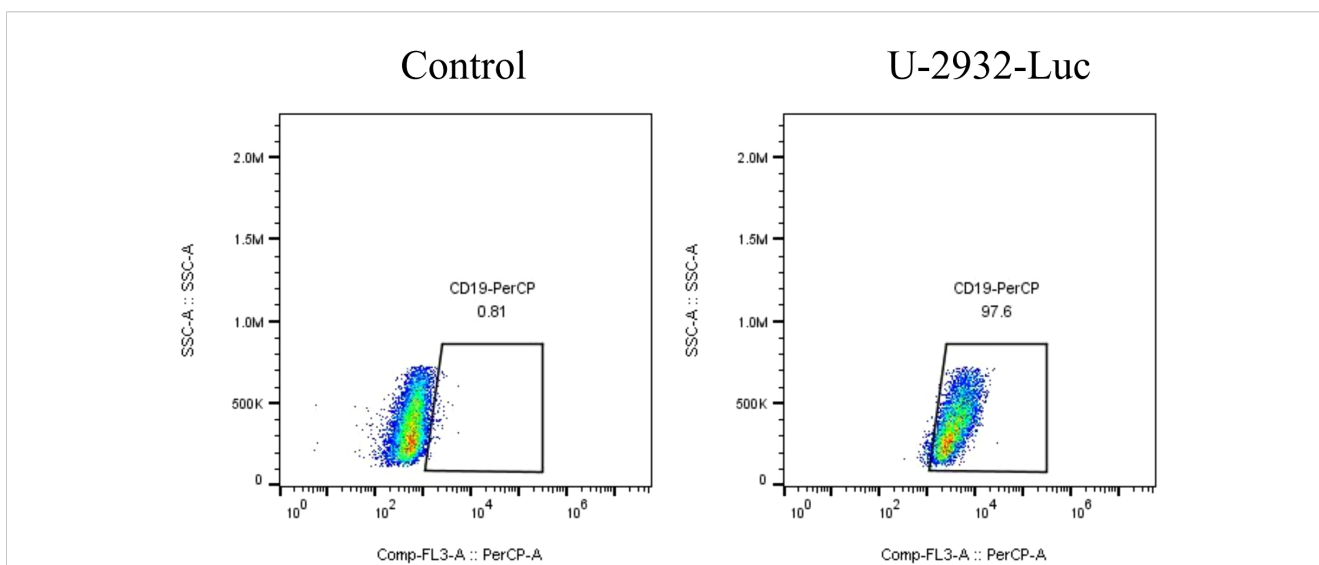 Control
U-2932-Luc
2.0M
1.5M
1.0M
500K
0
SSC-A :: SSC-A
CD19-PerCP
0.81
10^0
10^2
10^4
10^6
Comp-FL3-A :: PerCP-A
2.0M
1.5M
1.0M
500K
0
SSC-A :: SSC-A
CD19-PerCP
97.6
10^0
10^2
10^4
10^6
Comp-FL3-A :: PerCP-A